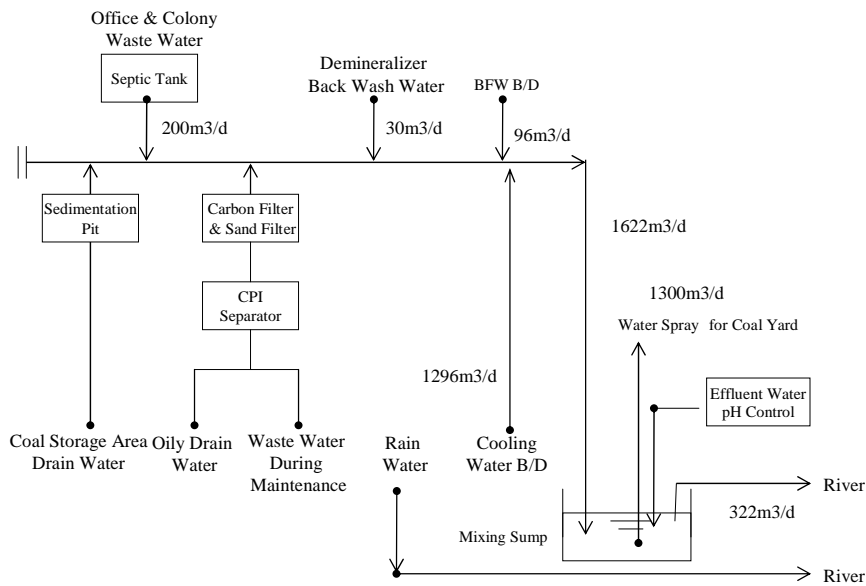 Office & Colony
Waste Water
Septic Tank
200m3/d
Demineralizer
Back Wash Water
30m3/d
BFW B/D
96m3/d
Sedimentation
Pit
Carbon Filter
& Sand Filter
CPI
Separator
1622m3/d
1300m3/d
Water Spray for Coal Yard
1296m3/d
Effluent Water
pH Control
Coal Storage Area
Drain Water
Oily Drain
Water
Waste Water
During
Maintenance
Rain
Water
Cooling
Water B/D
River
322m3/d
Mixing Sump
River